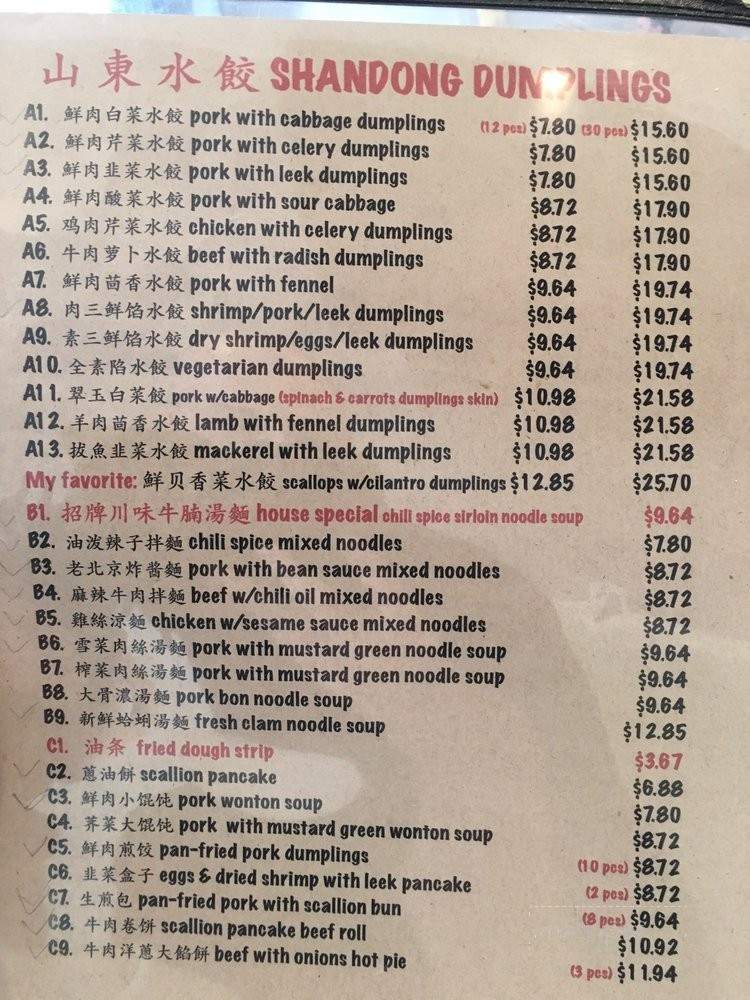 山東水餃 SHANDONG DUMPLINGS
A1. 鮮肉白菜水餃 pork with cabbage dumplings (12 pcs) $7.80 (30 pcs) $15.60
A2. 鮮肉芹菜水餃 pork with celery dumplings $7.80 $15.60
A3. 鮮肉韭菜水餃 pork with leek dumplings $7.80 $15.60
A4. 鮮肉酸菜水餃 pork with sour cabbage $8.72 $17.90
A5. 鸡肉芹菜水餃 chicken with celery dumplings $8.72 $17.90
A6. 牛肉萝卜水餃 beef with radish dumplings $8.72 $17.90
A7. 鮮肉茴香水餃 pork with fennel $9.64 $19.74
A8. 肉三鲜馅水餃 shrimp/pork/leek dumplings $9.64 $19.74
A9. 素三鲜馅水餃 dry shrimp/eggs/leek dumplings $9.64 $19.74
A10. 全素陷水餃 vegetarian dumplings $9.64 $19.74
A11. 翠玉白菜餃 pork w/cabbage (spinach & carrots dumplings skin) $10.98 $21.58
A12. 羊肉茴香水餃 lamb with fennel dumplings $10.98 $21.58
A13. 拔魚韭菜水餃 mackerel with leek dumplings $10.98 $21.58
My favorite: 鮮贝香菜水餃 scallops w/cilantro dumplings $12.85 $25.70
B1. 招牌川味牛腩湯麵 house special chili spice sirloin noodle soup $9.64
B2. 油泼辣子拌麵 chili spice mixed noodles $7.80
B3. 老北京炸酱麵 pork with bean sauce mixed noodles $8.72
B4. 麻辣牛肉拌麵 beef w/chili oil mixed noodles $8.72
B5. 雞絲涼麵 chicken w/sesame sauce mixed noodles $8.72
B6. 雪菜肉絲湯麵 pork with mustard green noodle soup $9.64
B7. 榨菜肉絲湯麵 pork with mustard green noodle soup $9.64
B8. 大骨濃湯麵 pork bon noodle soup $9.64
B9. 新鮮蛤蜊湯麵 fresh clam noodle soup $12.85
C1. 油条 fried dough strip $3.67
C2. 蔥油餅 scallion pancake $6.88
C3. 鮮肉小馄饨 pork wonton soup $7.80
C4. 荠菜大馄饨 pork with mustard green wonton soup $8.72
C5. 鮮肉煎饺 pan-fried pork dumplings (10 pcs) $8.72
C6. 韭菜盒子 eggs & dried shrimp with leek pancake (2 pcs) $8.72
C7. 生煎包 pan-fried pork with scallion bun (8 pcs) $9.64
C8. 牛肉卷饼 scallion pancake beef roll $10.92
C9. 牛肉洋蔥大餡餅 beef with onions hot pie (3 pcs) $11.94